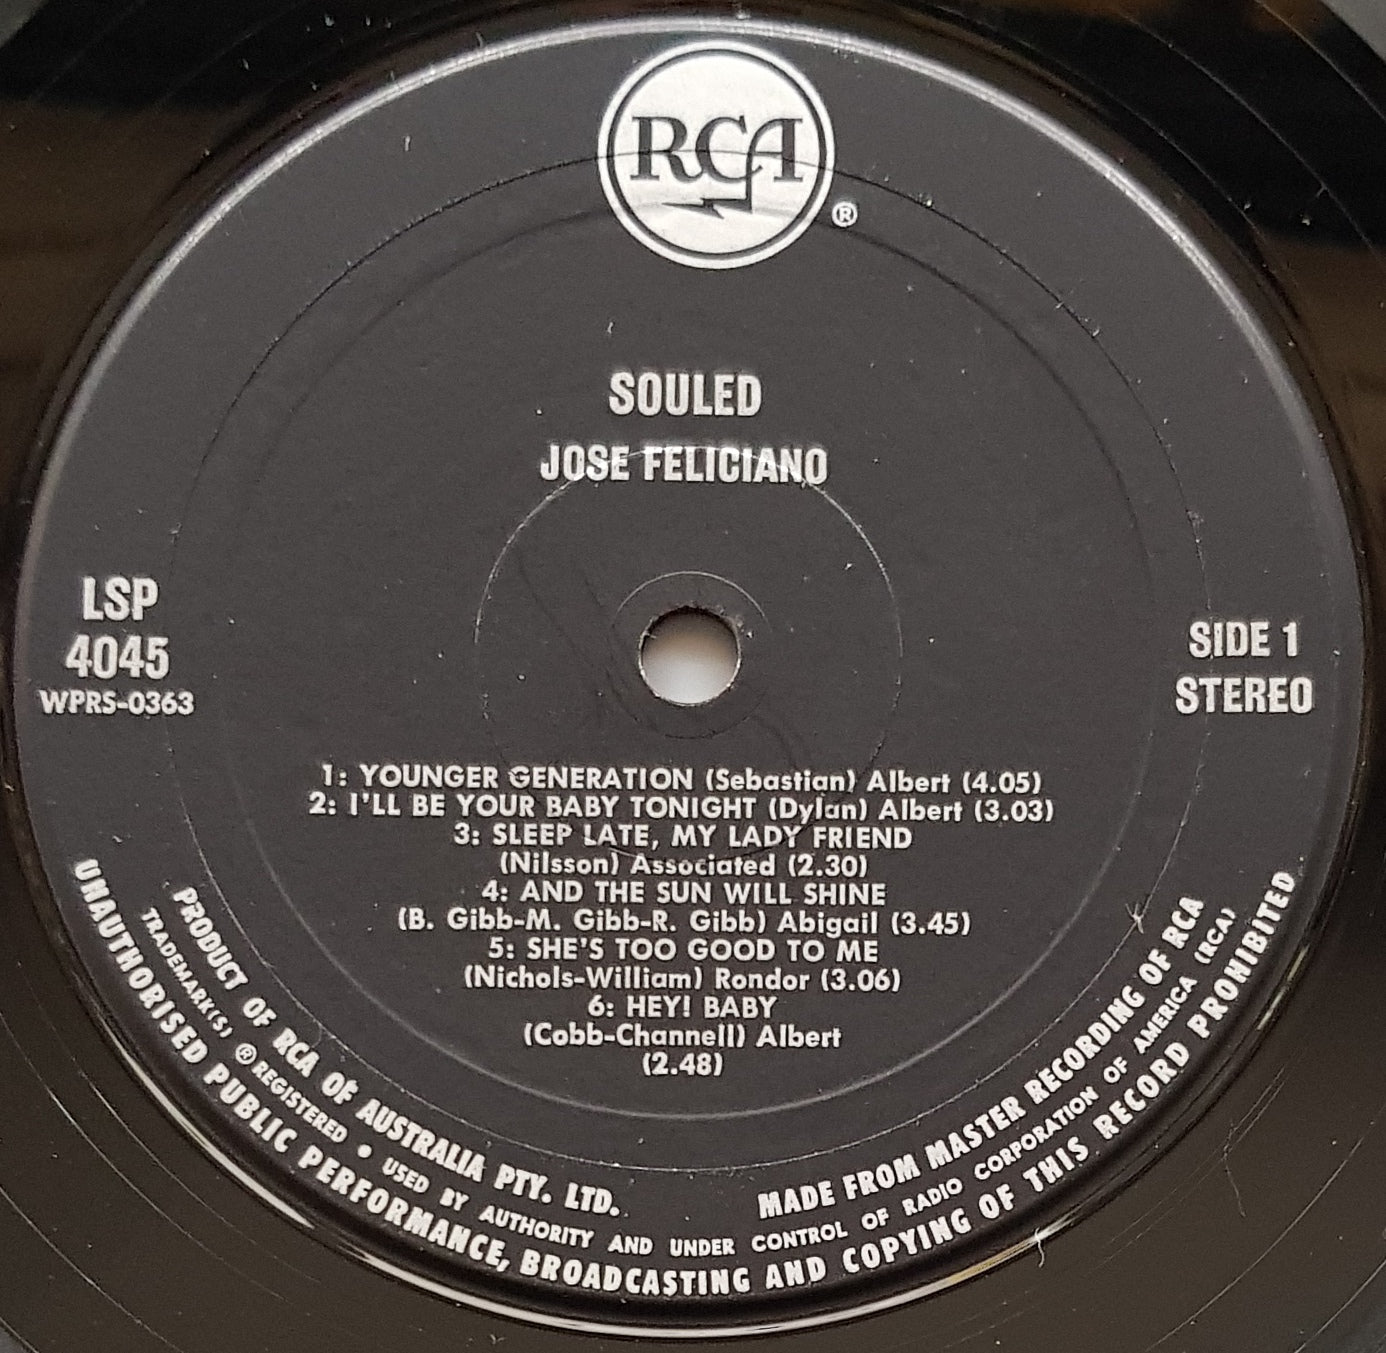 RCA
®
SOULED
JOSE FELICIANO
LSP
4045
WPRS-0363
SIDE 1
STEREO
1: YOUNGER GENERATION (Sebastian) Albert (4.05)
2: I'LL BE YOUR BABY TONIGHT (Dylan) Albert (3.03)
3: SLEEP LATE, MY LADY FRIEND
(Nilsson) Associated (2.30)
4: AND THE SUN WILL SHINE
(B. Gibb-M. Gibb-R. Gibb) Abigail (3.45)
5: SHE'S TOO GOOD TO ME
(Nichols-William) Rondor (3.06)
6: HEY! BABY
(Cobb-Channell) Albert
(2.48)
PRODUCT OF RCA OF AUSTRALIA PTY. LTD. MADE FROM MASTER RECORDING OF RCA
TRADEMARK(S) ® REGISTERED • USED BY AUTHORITY AND UNDER CONTROL OF RADIO CORPORATION OF AMERICA (RCA)
UNAUTHORISED PUBLIC PERFORMANCE, BROADCASTING AND COPYING OF THIS RECORD PROHIBITED